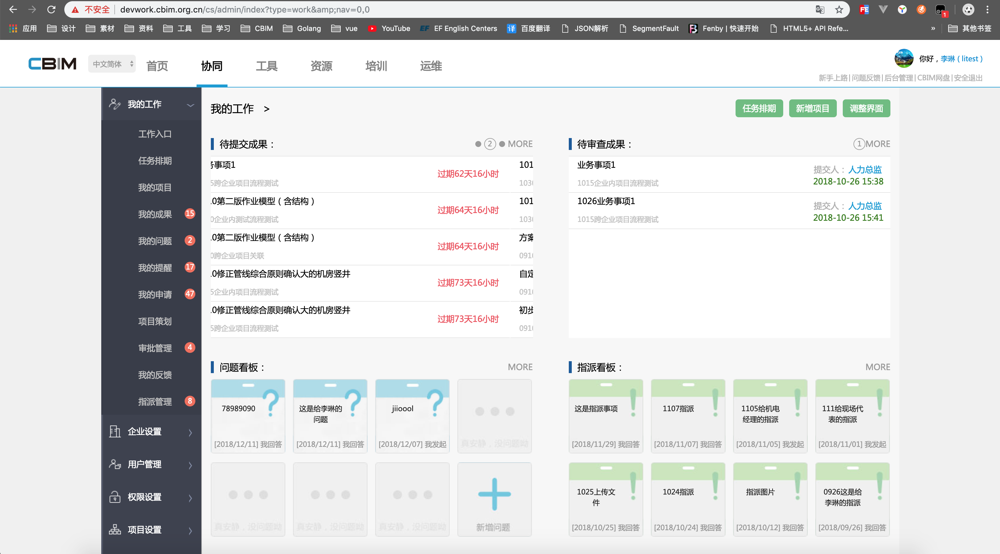 不安全 devwork.cbim.org.cn/cs/admin/index?type=work&amp;nav=0,0
1
应用 设计 素材 资料 工具 学习 CBIM Golang vue YouTube EF EF English Centers 译 百度翻译 JSON解析 SegmentFault Fenby | 快速开始 HTML5+ API Refe... » 其他书签
CBIM 中文简体 首页 协同 工具 资源 培训 运维
你好，李琳（litest）
新手上路|问题反馈|后台管理|CBIM网盘|安全退出
我的工作
工作入口
任务排期
我的项目
我的成果 15
我的问题 2
我的提醒 17
我的申请 47
项目策划
审批管理 4
我的反馈
指派管理 8
企业设置
用户管理
权限设置
项目设置
我的工作 >
任务排期 新增项目 调整界面
待提交成果：
2 MORE
务事项1
5跨企业项目流程测试
过期62天16小时
101
103
.0第二版作业模型（含结构）
0企业内测试流程测试
过期64天16小时
101
103
.0第二版作业模型（含结构）
0跨企业项目关联
过期64天16小时
方案
091
.0修正管线综合原则确认大的机房竖井
5企业内项目流程测试
过期73天16小时
自定
091
.0修正管线综合原则确认大的机房竖井
5跨企业项目流程测试
过期73天16小时
初步
091
待审查成果：
1 MORE
业务事项1
1015企业内项目流程测试
提交人：人力总监
2018-10-26 15:38
1026业务事项1
1015跨企业项目流程测试
提交人：人力总监
2018-10-26 15:41
问题看板：
MORE
78989090
[2018/12/11] 我回答
这是给李琳的
问题
[2018/12/11] 我回答
jiioool
[2018/12/07] 我发起
真安静，没问题呦
真安静，没问题呦
真安静，没问题呦
真安静，没问题呦
新增问题
指派看板：
MORE
这是指派事项
[2018/11/29] 我回答
1107指派
[2018/11/07] 我回答
1105给机电
经理的指派
[2018/11/05] 我发起
111给现场代
表的指派
[2018/11/01] 我发起
1025上传文
件
[2018/10/25] 我回答
1024指派
[2018/10/24] 我回答
指派图片
[2018/10/12] 我回答
0926这是给
李琳的指派
[2018/09/26] 我回答